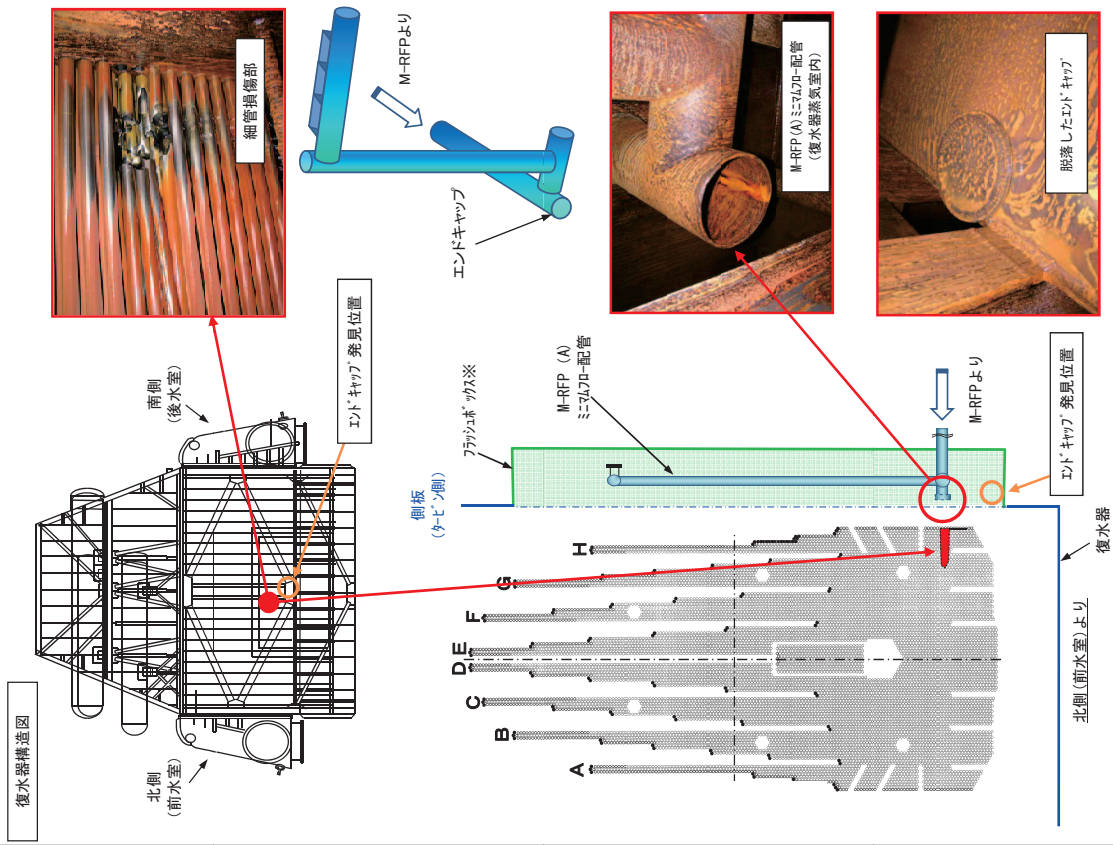 復水器構造図
北側
(前水室)
南側
(後水室)
エンドキャップ発見位置
細管損傷部
M-RFPより
エンドキャップ
側板
(タービン側)
フラッシュボックス※
M-RFP (A)
ミニマムフロー配管
M-RFPより
エンドキャップ発見位置
復水器
北側(前水室)より
A
B
C
D
E
F
G
H
M-RFP(A)ミニマムフロー配管
(復水器蒸気室内)
脱落したエンドキャップ